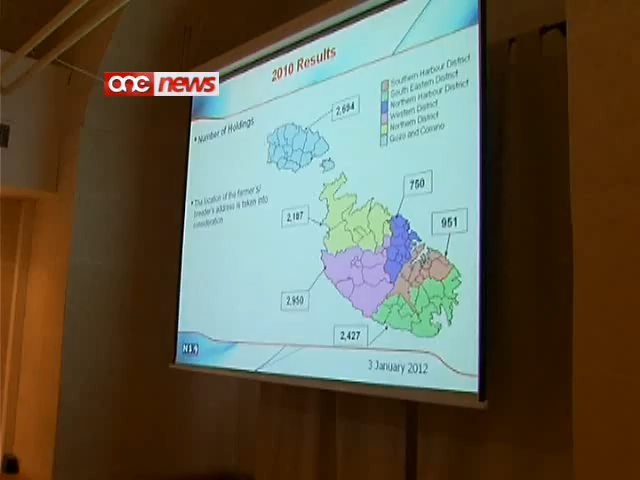 one news
2010 Results
Southern Harbour District
South Eastern District
Northern Harbour District
Western District
Northern District
Gozo and Comino
• Number of Holdings
2,694
• The location of the farmer's/
breeder's address is taken into
consideration
750
2,187
951
2,950
2,427
3 January 2012